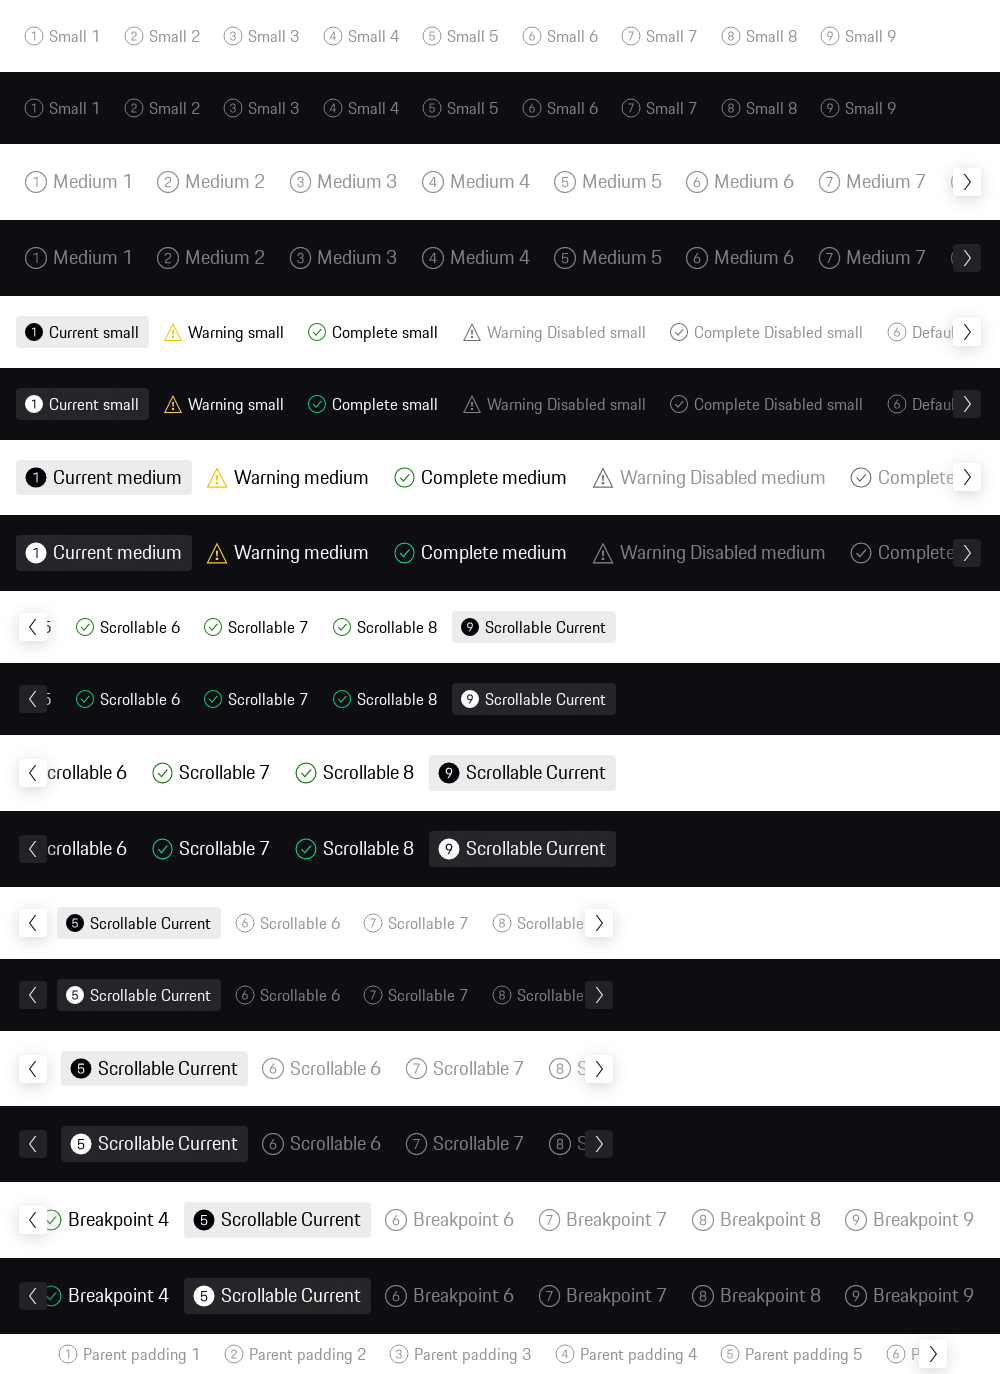 1 Small 1 2 Small 2 3 Small 3 4 Small 4 5 Small 5 6 Small 6 7 Small 7 8 Small 8 9 Small 9
1 Small 1 2 Small 2 3 Small 3 4 Small 4 5 Small 5 6 Small 6 7 Small 7 8 Small 8 9 Small 9
1 Medium 1 2 Medium 2 3 Medium 3 4 Medium 4 5 Medium 5 6 Medium 6 7 Medium 7
1 Medium 1 2 Medium 2 3 Medium 3 4 Medium 4 5 Medium 5 6 Medium 6 7 Medium 7
1 Current small Warning small Complete small Warning Disabled small Complete Disabled small 6 Defau
1 Current small Warning small Complete small Warning Disabled small Complete Disabled small 6 Defau
1 Current medium Warning medium Complete medium Warning Disabled medium Complete
1 Current medium Warning medium Complete medium Warning Disabled medium Complete
5 Scrollable 6 Scrollable 7 Scrollable 8 9 Scrollable Current
5 Scrollable 6 Scrollable 7 Scrollable 8 9 Scrollable Current
crollable 6 Scrollable 7 Scrollable 8 9 Scrollable Current
crollable 6 Scrollable 7 Scrollable 8 9 Scrollable Current
5 Scrollable Current 6 Scrollable 6 7 Scrollable 7 8 Scrollable
5 Scrollable Current 6 Scrollable 6 7 Scrollable 7 8 Scrollable
5 Scrollable Current 6 Scrollable 6 7 Scrollable 7 8 S
5 Scrollable Current 6 Scrollable 6 7 Scrollable 7 8 S
Breakpoint 4 5 Scrollable Current 6 Breakpoint 6 7 Breakpoint 7 8 Breakpoint 8 9 Breakpoint 9
Breakpoint 4 5 Scrollable Current 6 Breakpoint 6 7 Breakpoint 7 8 Breakpoint 8 9 Breakpoint 9
1 Parent padding 1 2 Parent padding 2 3 Parent padding 3 4 Parent padding 4 5 Parent padding 5 6 P